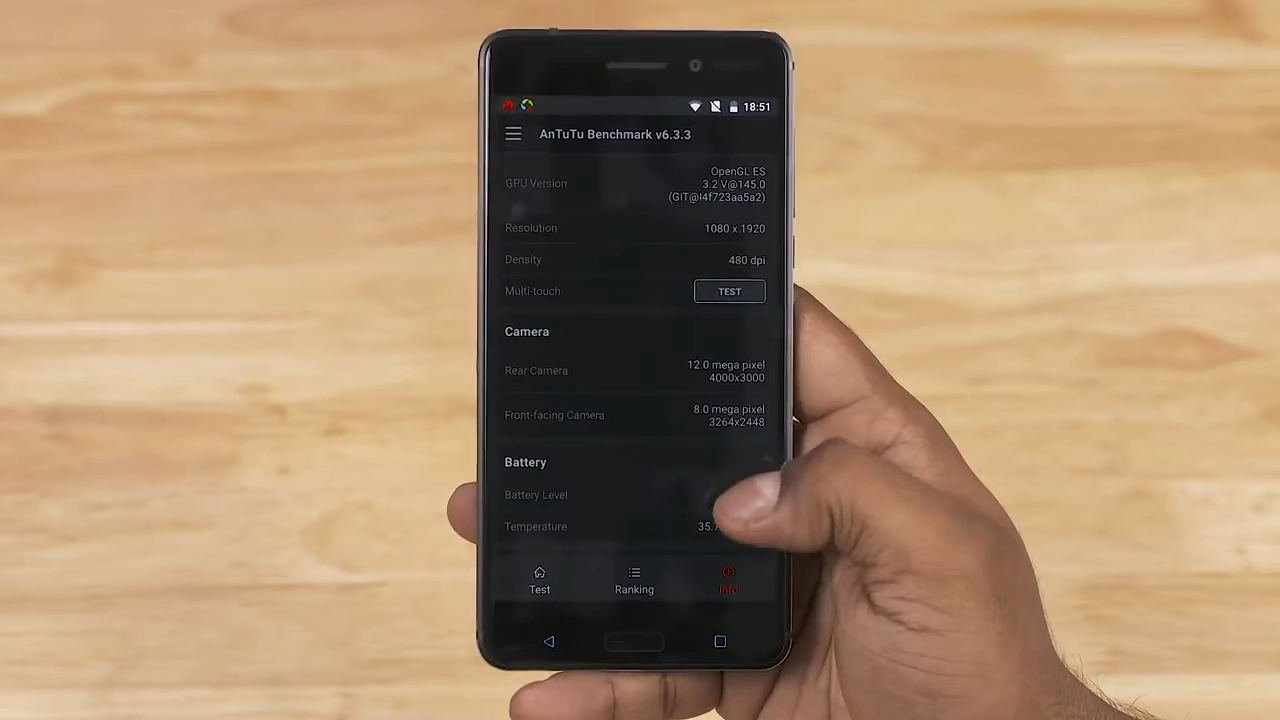 18:51
AnTuTu Benchmark v6.3.3
GPU Version
OpenGL ES
3.2 V@145.0
(GIT@I4f723aa5a2)
Resolution 1080 x 1920
Density 480 dpi
Multi-touch TEST
Camera
Rear Camera
12.0 mega pixel
4000x3000
Front-facing Camera
8.0 mega pixel
3264x2448
Battery
Battery Level
Temperature
Test Ranking Info